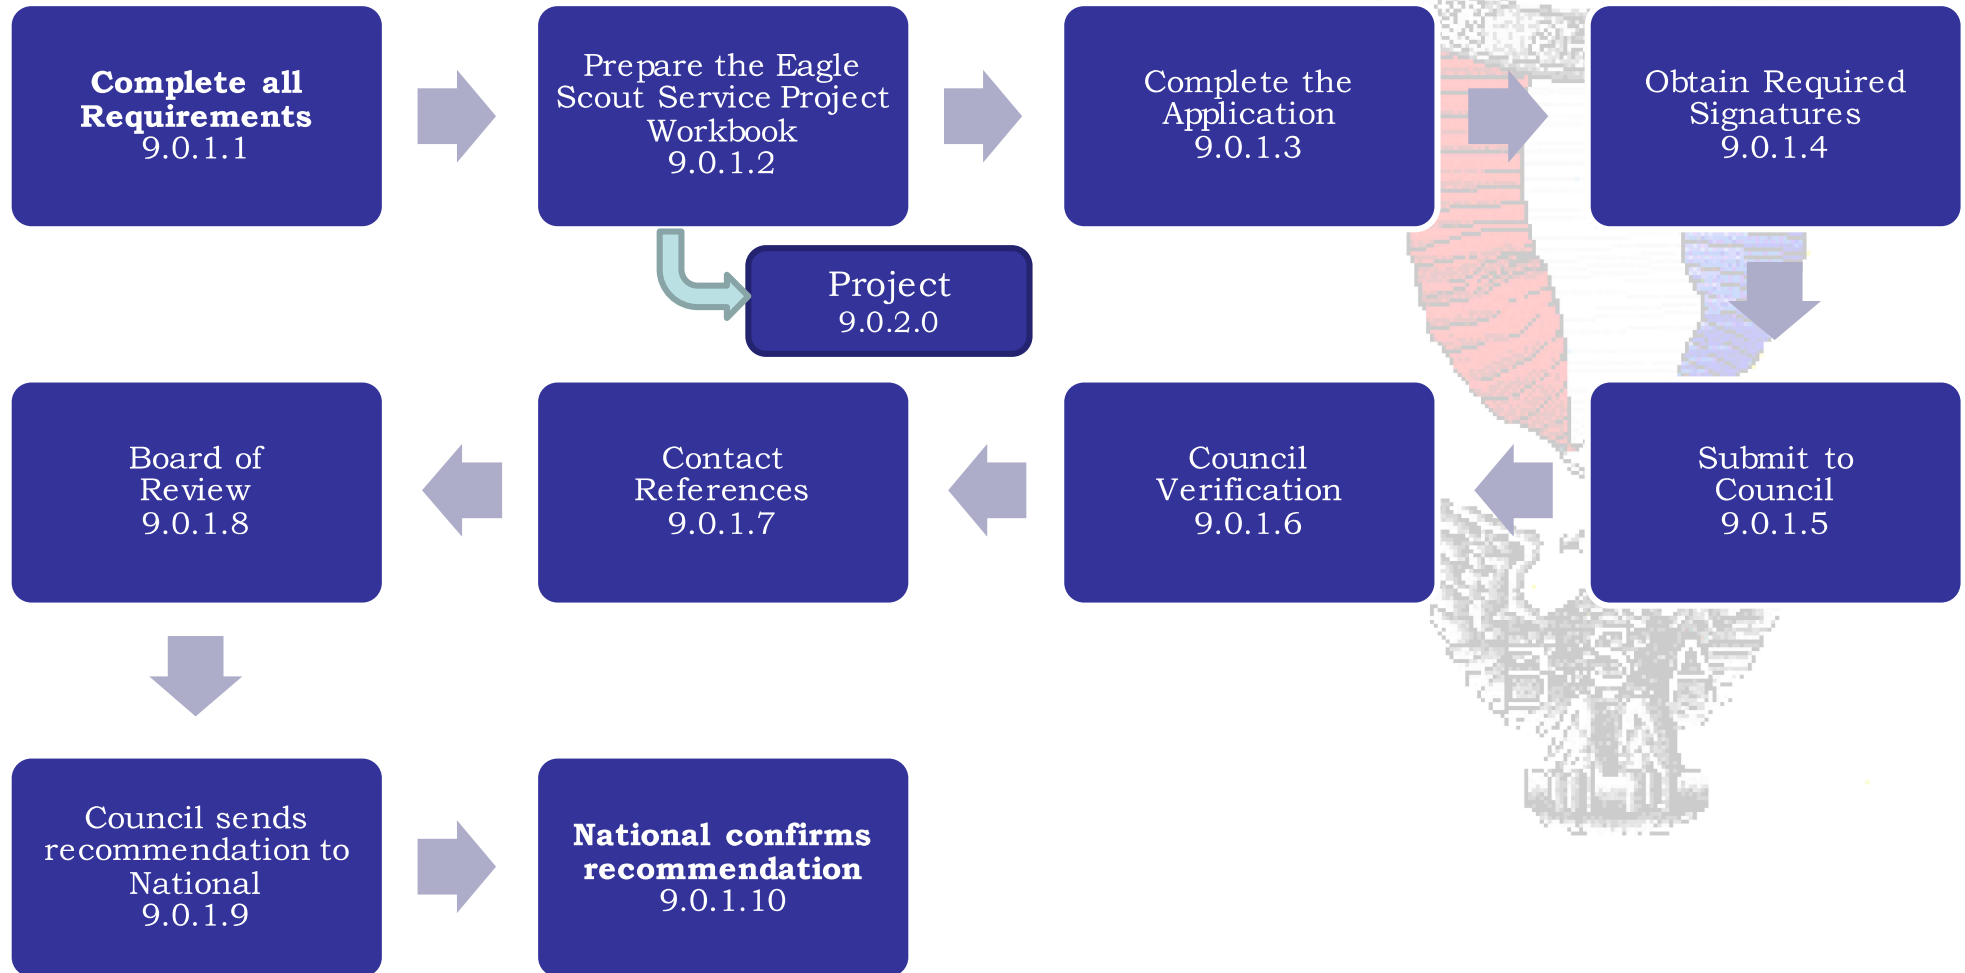 Complete all
Requirements
9.0.1.1
Prepare the Eagle
Scout Service Project
Workbook
9.0.1.2
Complete the
Application
9.0.1.3
Obtain Required
Signatures
9.0.1.4
Project
9.0.2.0
Submit to
Council
9.0.1.5
Council
Verification
9.0.1.6
Contact
References
9.0.1.7
Board of
Review
9.0.1.8
Council sends
recommendation to
National
9.0.1.9
National confirms
recommendation
9.0.1.10